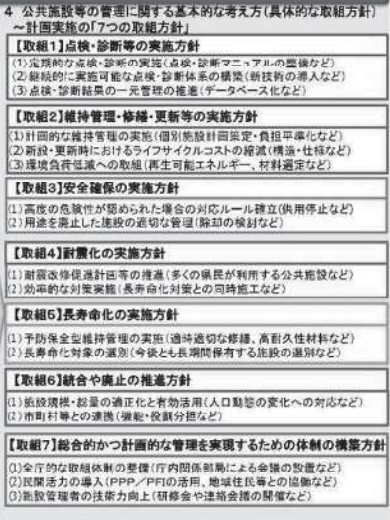 4 公共施設等の管理に関する基本的な考え方(具体的な取組方針)
～計画実施の「7つの取組方針」
【取組1】点検・診断等の実施方針
(1)定期的な点検・診断の実施(点検・診断マニュアルの整備など)
(2)継続的に実施可能な点検・診断体系の構築(新技術の導入など)
(3)点検・診断結果の一元管理の推進(データベース化など)
【取組2】維持管理・修繕・更新等の実施方針
(1)計画的な維持管理の実施(個別施設計画策定・負担平準化など)
(2)新設・更新時におけるライフサイクルコストの縮減(構造・仕様など)
(3)環境負荷低減への取組(再生可能エネルギー、材料選定など)
【取組3】安全確保の実施方針
(1)高度の危険性が認められた場合の対応ルール確立(供用停止など)
(2)用途を廃止した施設の適切な管理(除却の検討など)
【取組4】耐震化の実施方針
(1)耐震改修促進計画等の推進(多くの県民が利用する公共施設など)
(2)効率的な対策実施(長寿命化対策との同時施工など)
【取組5】長寿命化の実施方針
(1)予防保全型維持管理の実施(適時適切な修繕、高耐久性材料など)
(2)長寿命化対象の選別(今後とも長期間保有する施設の選別など)
【取組6】統合や廃止の推進方針
(1)施設規模・総量の適正化と有効活用(人口動態の変化への対応など)
(2)市町村等との連携(機能・役割分担など)
【取組7】総合的かつ計画的な管理を実現するための体制の構築方針
(1)全庁的な取組体制の整備(庁内関係部局による会議の設置など)
(2)民間活力の導入(PPP/PFIの活用、地域住民等との協働など)
(3)施設管理者の技術力向上(研修会や連絡会議の開催など)